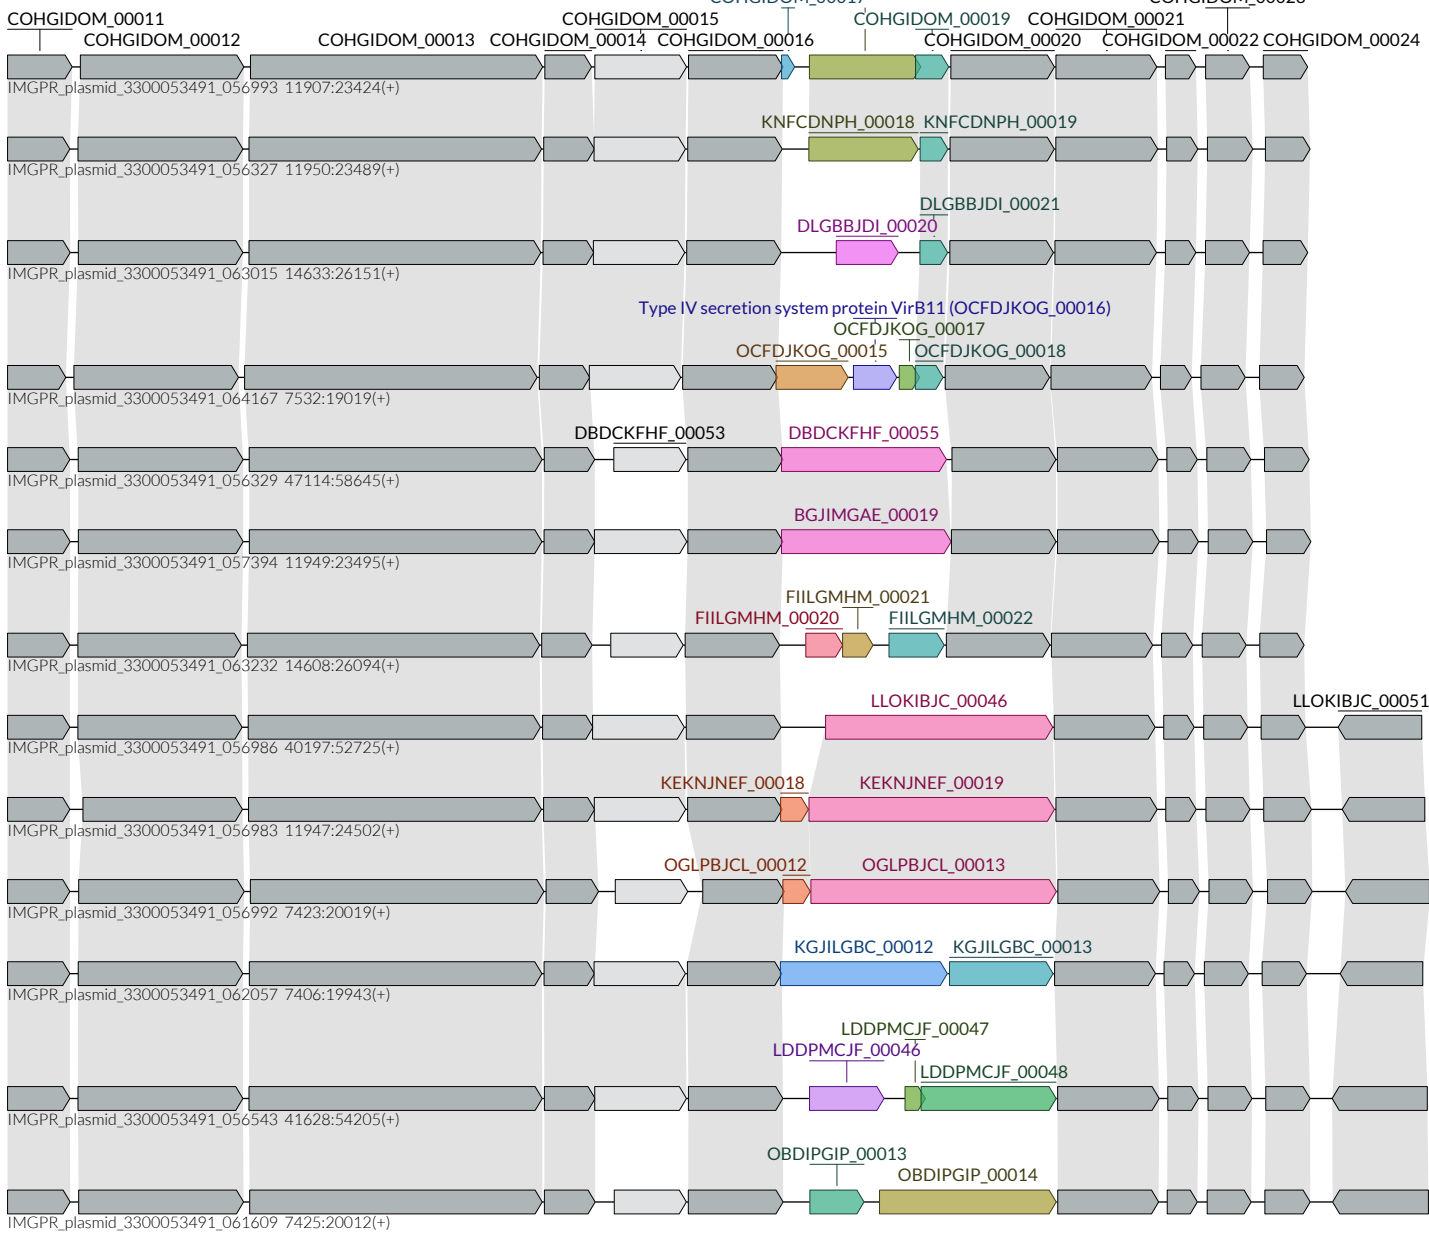 COHGIDOM_00017
COHGIDOM_00023
COHGIDOM_00011
COHGIDOM_00015
COHGIDOM_00019
COHGIDOM_00021
COHGIDOM_00012
COHGIDOM_00013
COHGIDOM_00014
COHGIDOM_00016
COHGIDOM_00020
COHGIDOM_00022
COHGIDOM_00024
IMGPR_plasmid_3300053491_056993 11907:23424(+)
KNFCDNPH_00018
KNFCDNPH_00019
IMGPR_plasmid_3300053491_056327 11950:23489(+)
DLGBBJDI_00021
DLGBBJDI_00020
IMGPR_plasmid_3300053491_063015 14633:26151(+)
Type IV secretion system protein VirB11 (OCFDJKOG_00016)
OCFDJKOG_00017
OCFDJKOG_00015
OCFDJKOG_00018
IMGPR_plasmid_3300053491_064167 7532:19019(+)
DBDCKFHF_00053
DBDCKFHF_00055
IMGPR_plasmid_3300053491_056329 47114:58645(+)
BGJIMGAE_00019
IMGPR_plasmid_3300053491_057394 11949:23495(+)
FIILGMHM_00021
FIILGMHM_00020
FIILGMHM_00022
IMGPR_plasmid_3300053491_063232 14608:26094(+)
LLOKIBJC_00046
LLOKIBJC_00051
IMGPR_plasmid_3300053491_056986 40197:52725(+)
KEKNJNEF_00018
KEKNJNEF_00019
IMGPR_plasmid_3300053491_056983 11947:24502(+)
OGLPBJCL_00012
OGLPBJCL_00013
IMGPR_plasmid_3300053491_056992 7423:20019(+)
KGJILGBC_00012
KGJILGBC_00013
IMGPR_plasmid_3300053491_062057 7406:19943(+)
LDDPMCJF_00047
LDDPMCJF_00046
LDDPMCJF_00048
IMGPR_plasmid_3300053491_056543 41628:54205(+)
OBDIPGIP_00013
OBDIPGIP_00014
IMGPR_plasmid_3300053491_061609 7425:20012(+)